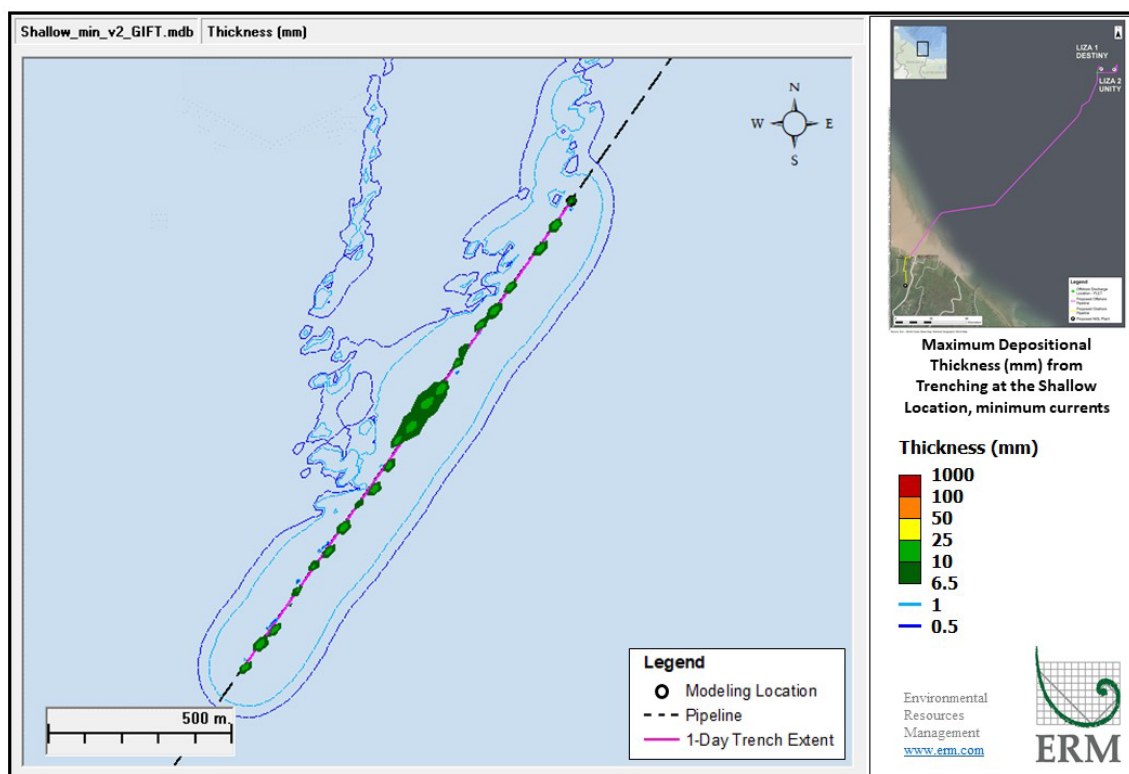 Shallow_min_v2_GIFT.mdb Thickness (mm)
N
W E
S
500 m.
Legend
Modeling Location
Pipeline
1-Day Trench Extent
LIZA 1
DESTINY
LIZA 2
UNITY
Legend
Maximum Depositional
Thickness (mm) from
Trenching at the Shallow
Location, minimum currents
Thickness (mm)
1000
100
50
25
10
6.5
1
0.5
Environmental
Resources
Management
www.erm.com
ERM